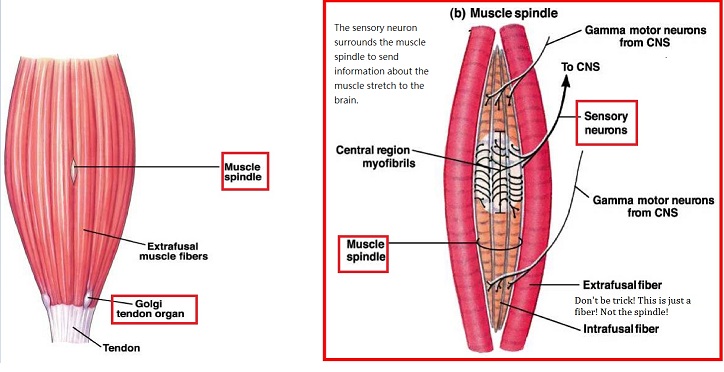 Muscle
spindle
Extrafusal
muscle fibers
Golgi
tendon organ
Tendon
(b) Muscle spindle
The sensory neuron
surrounds the muscle
spindle to send
information about the
muscle stretch to the
brain.
Gamma motor neurons
from CNS
To CNS
Sensory
neurons
Central region
myofibrils
Gamma motor neurons
from CNS
Muscle
spindle
Extrafusal fiber
Don't be trick! This is just a
fiber! Not the spindle!
Intrafusal fiber